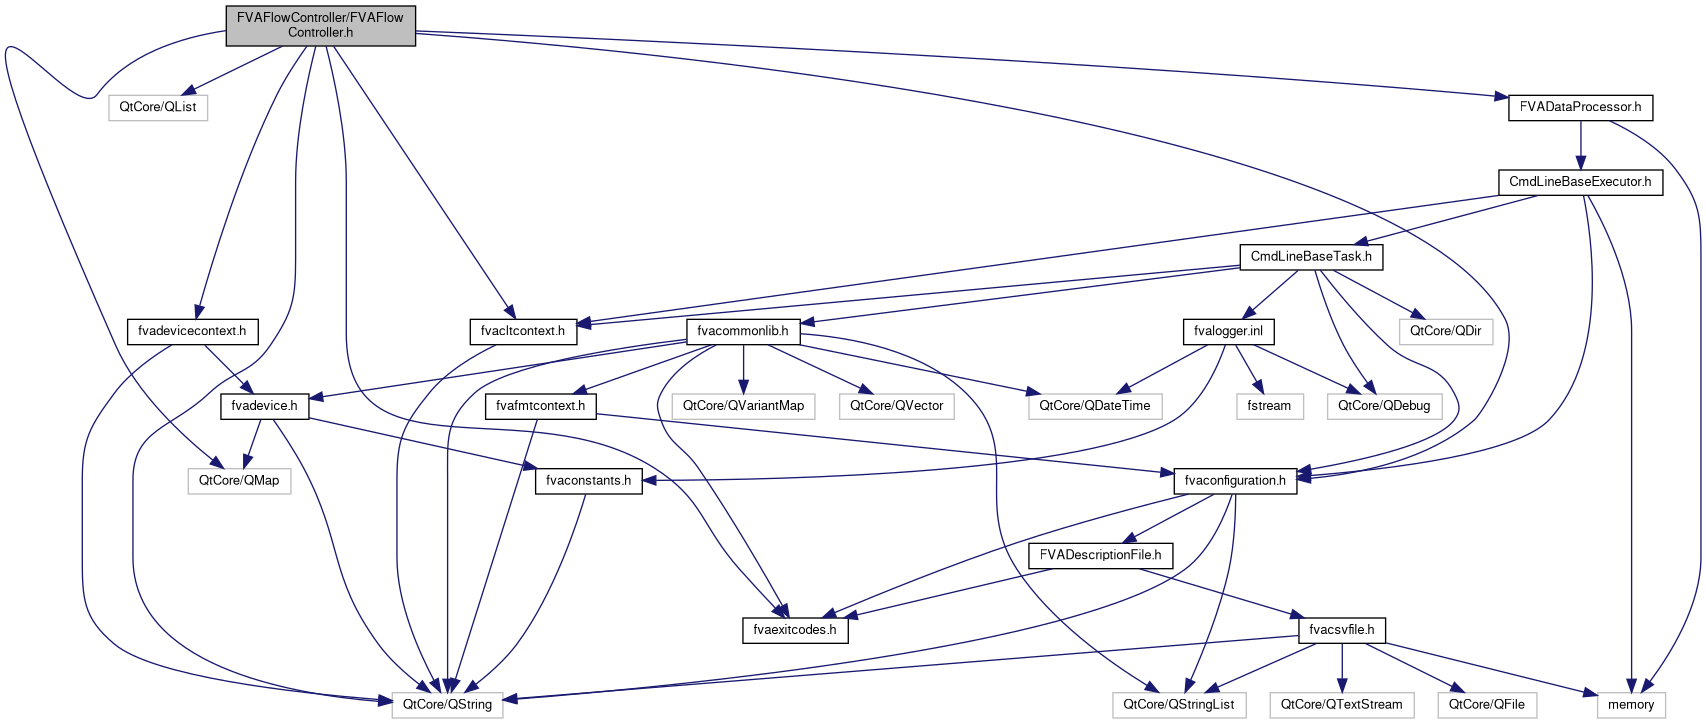 FVAFlowController/FVAFlow
Controller.h
QtCore/QList
FVADataProcessor.h
CmdLineBaseExecutor.h
CmdLineBaseTask.h
fvadevicecontext.h
fvacltcontext.h
fvacommonlib.h
fvalogger.inl
QtCore/QDir
fvadevice.h
fvafmtcontext.h
QtCore/QVariantMap
QtCore/QVector
QtCore/QDateTime
fstream
QtCore/QDebug
QtCore/QMap
fvaconstants.h
fvaconfiguration.h
FVADescriptionFile.h
fvaexitcodes.h
fvacsvfile.h
QtCore/QString
QtCore/QStringList
QtCore/QTextStream
QtCore/QFile
memory